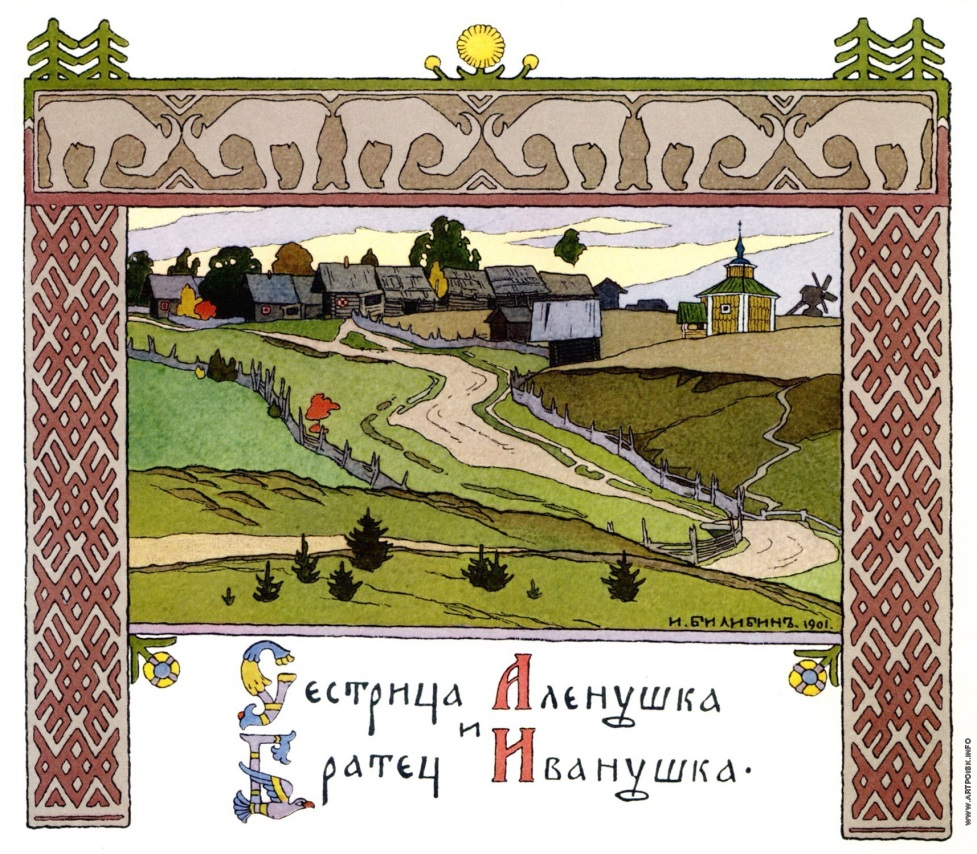 И. БИЛИБИНЪ. 1901.
Сестрица Аленушка
и
Братец Иванушка.
WWW.ARTPOISK.INFO